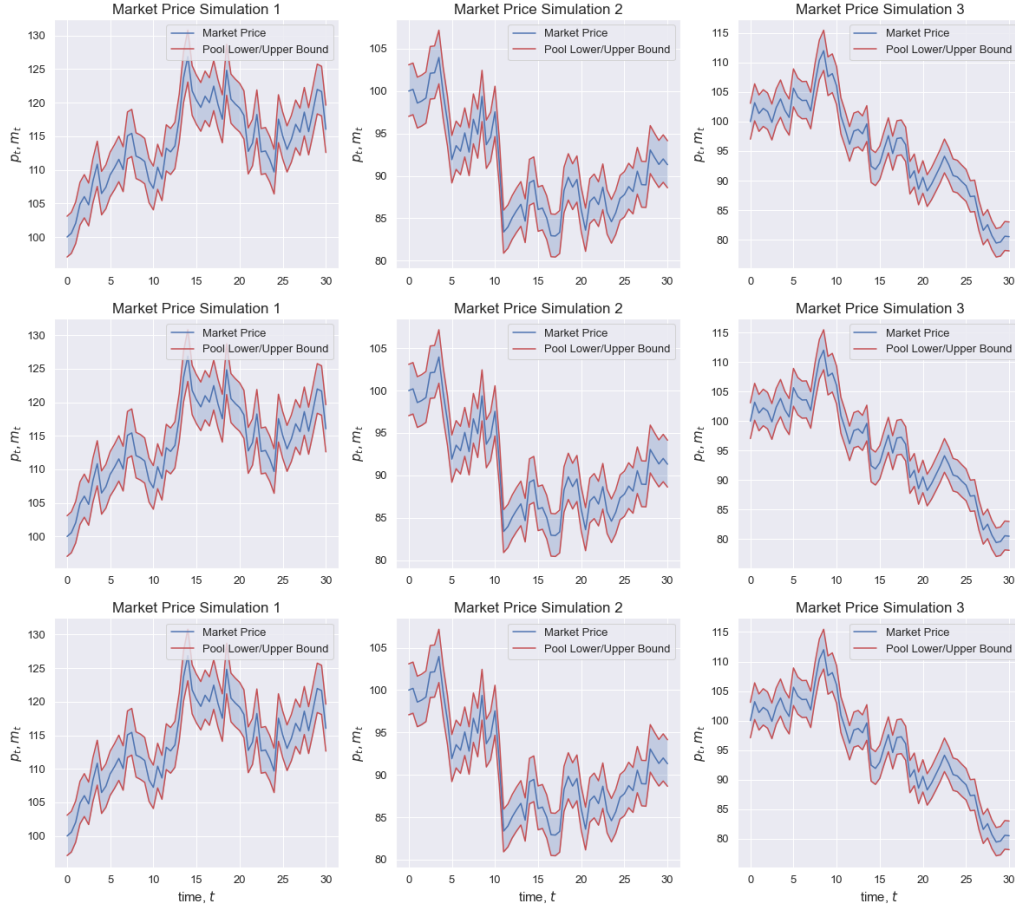 Market Price Simulation 1
Market Price
Pool Lower/Upper Bound
130
125
120
115
110
105
100
p_t, m_t
0 5 10 15 20 25 30
Market Price Simulation 2
Market Price
Pool Lower/Upper Bound
105
100
95
90
85
80
p_t, m_t
0 5 10 15 20 25 30
Market Price Simulation 3
Market Price
Pool Lower/Upper Bound
115
110
105
100
95
90
85
80
p_t, m_t
0 5 10 15 20 25 30
Market Price Simulation 1
Market Price
Pool Lower/Upper Bound
130
125
120
115
110
105
100
p_t, m_t
0 5 10 15 20 25 30
Market Price Simulation 2
Market Price
Pool Lower/Upper Bound
105
100
95
90
85
80
p_t, m_t
0 5 10 15 20 25 30
Market Price Simulation 3
Market Price
Pool Lower/Upper Bound
115
110
105
100
95
90
85
80
p_t, m_t
0 5 10 15 20 25 30
Market Price Simulation 1
Market Price
Pool Lower/Upper Bound
130
125
120
115
110
105
100
p_t, m_t
0 5 10 15 20 25 30
time, t
Market Price Simulation 2
Market Price
Pool Lower/Upper Bound
105
100
95
90
85
80
p_t, m_t
0 5 10 15 20 25 30
time, t
Market Price Simulation 3
Market Price
Pool Lower/Upper Bound
115
110
105
100
95
90
85
80
p_t, m_t
0 5 10 15 20 25 30
time, t